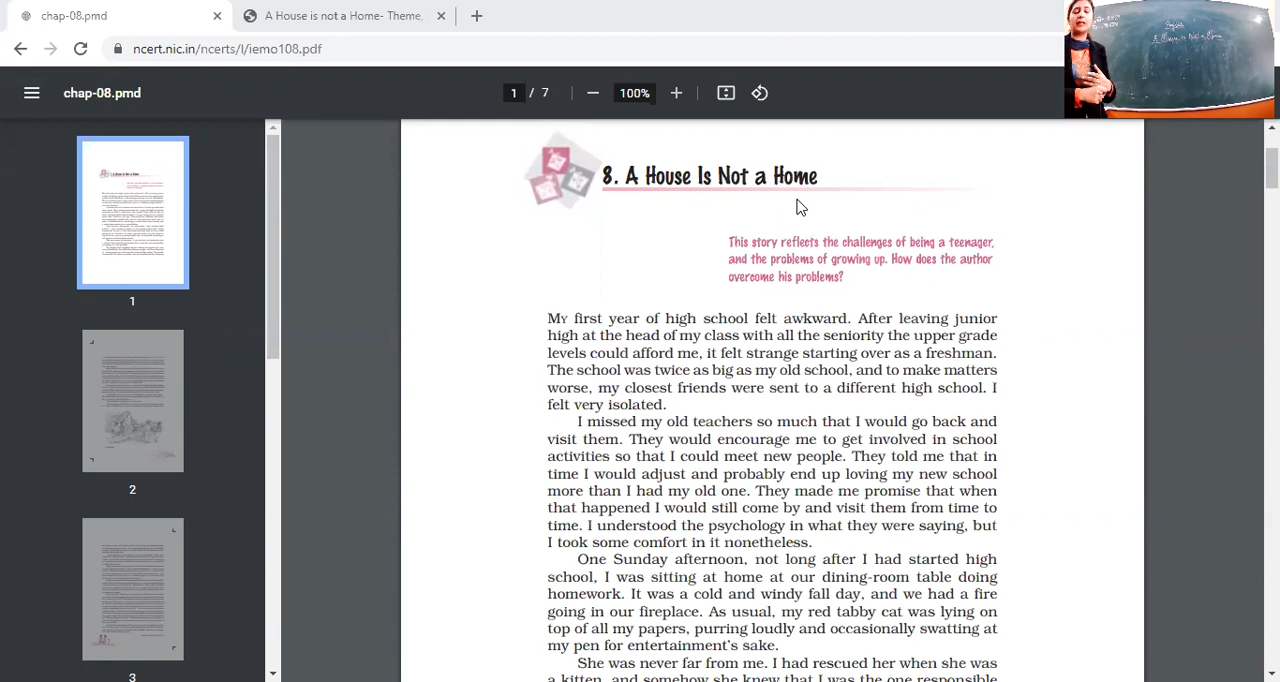 chap-08.pmd
A House is not a Home- Theme,
ncert.nic.in/ncerts/l/iemo108.pdf
chap-08.pmd
1 / 7
100%
1
2
3
8. A House Is Not a Home
This story reflects the challenges of being a teenager,
and the problems of growing up. How does the author
overcome his problems?
MY first year of high school felt awkward. After leaving junior
high at the head of my class with all the seniority the upper grade
levels could afford me, it felt strange starting over as a freshman.
The school was twice as big as my old school, and to make matters
worse, my closest friends were sent to a different high school. I
felt very isolated.
I missed my old teachers so much that I would go back and
visit them. They would encourage me to get involved in school
activities so that I could meet new people. They told me that in
time I would adjust and probably end up loving my new school
more than I had my old one. They made me promise that when
that happened I would still come by and visit them from time to
time. I understood the psychology in what they were saying, but
I took some comfort in it nonetheless.
One Sunday afternoon, not long after I had started high
school, I was sitting at home at our dining-room table doing
homework. It was a cold and windy fall day, and we had a fire
going in our fireplace. As usual, my red tabby cat was lying on
top of all my papers, purring loudly and occasionally swatting at
my pen for entertainment's sake.
She was never far from me. I had rescued her when she was
a kitten, and somehow she knew that I was the one responsible
A House is Not a Home